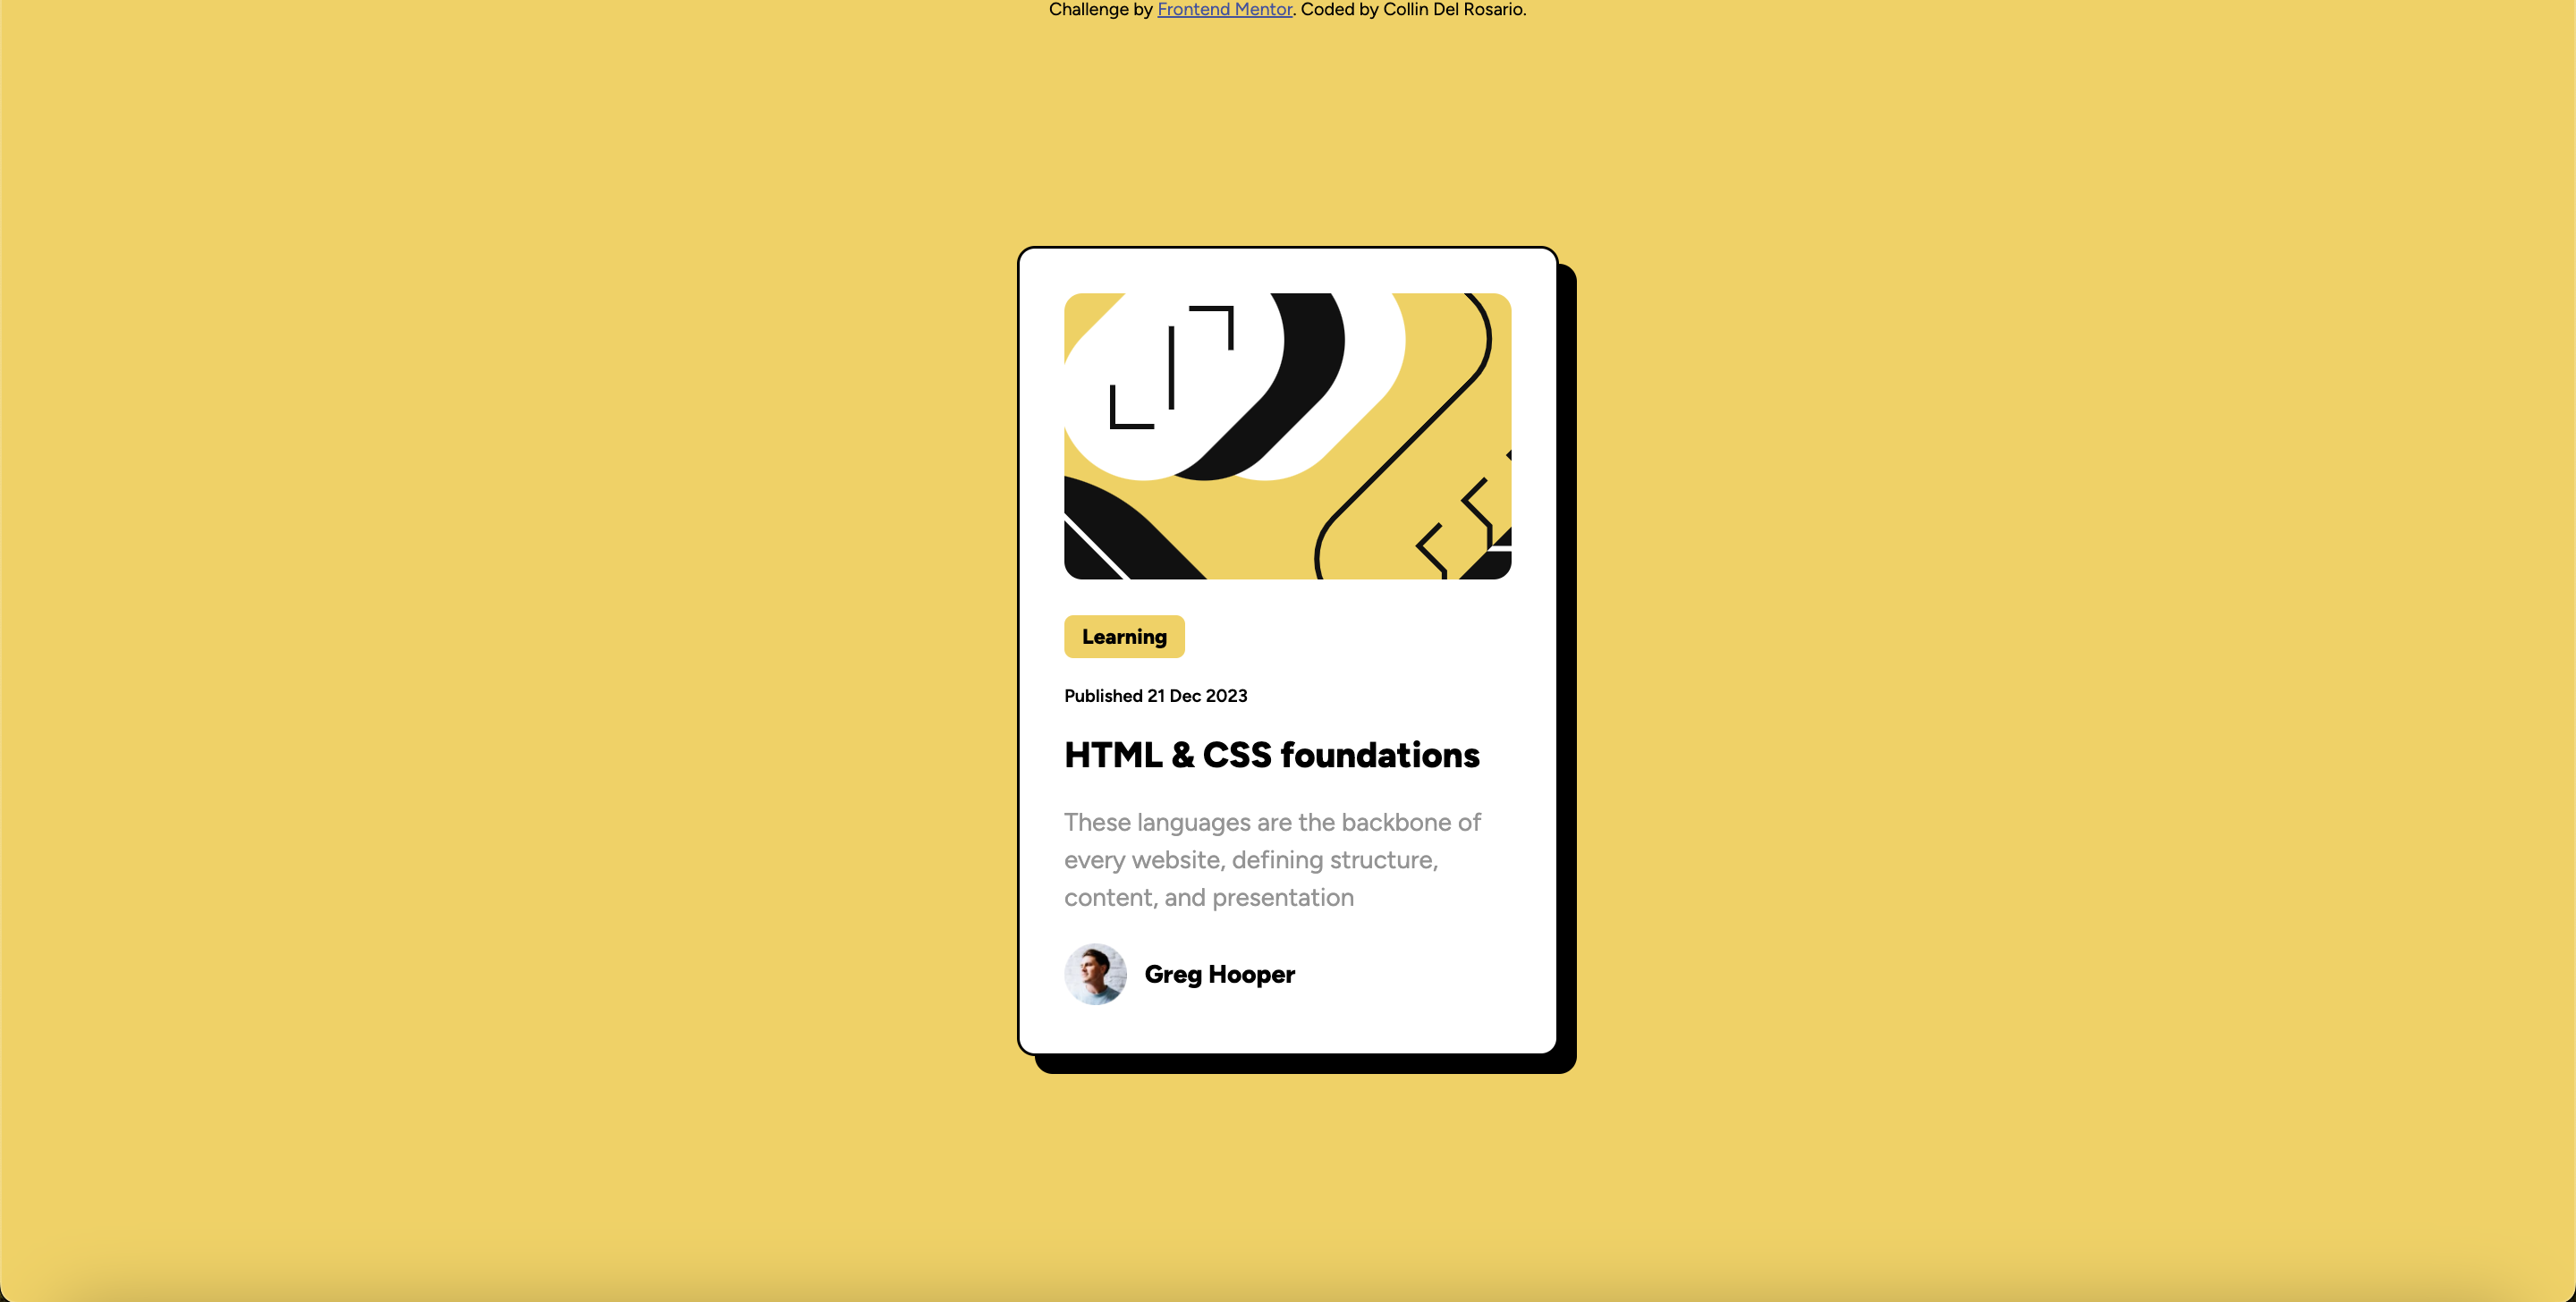 Challenge by Frontend Mentor. Coded by Collin Del Rosario.
Learning
Published 21 Dec 2023
HTML & CSS foundations
These languages are the backbone of
every website, defining structure,
content, and presentation
Greg Hooper